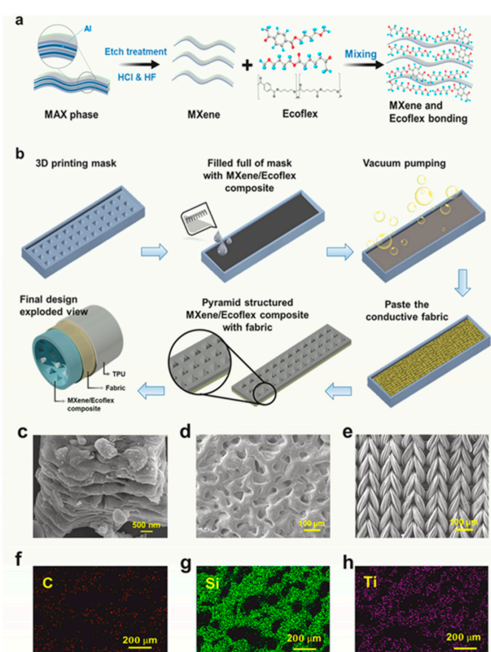 a
Al
Etch treatment
HCl & HF
MAX phase
MXene
+
Ecoflex
Mixing
MXene and
Ecoflex bonding
b
3D printing mask
Filled full of mask
with MXene/Ecoflex
composite
Vacuum pumping
Final design
exploded view
TPU
Fabric
MXene/Ecoflex
composite
Pyramid structured
MXene/Ecoflex composite
with fabric
Paste the
conductive fabric
c
500 nm
d
100 μm
e
100 μm
f
C
200 μm
g
Si
200 μm
h
Ti
200 μm